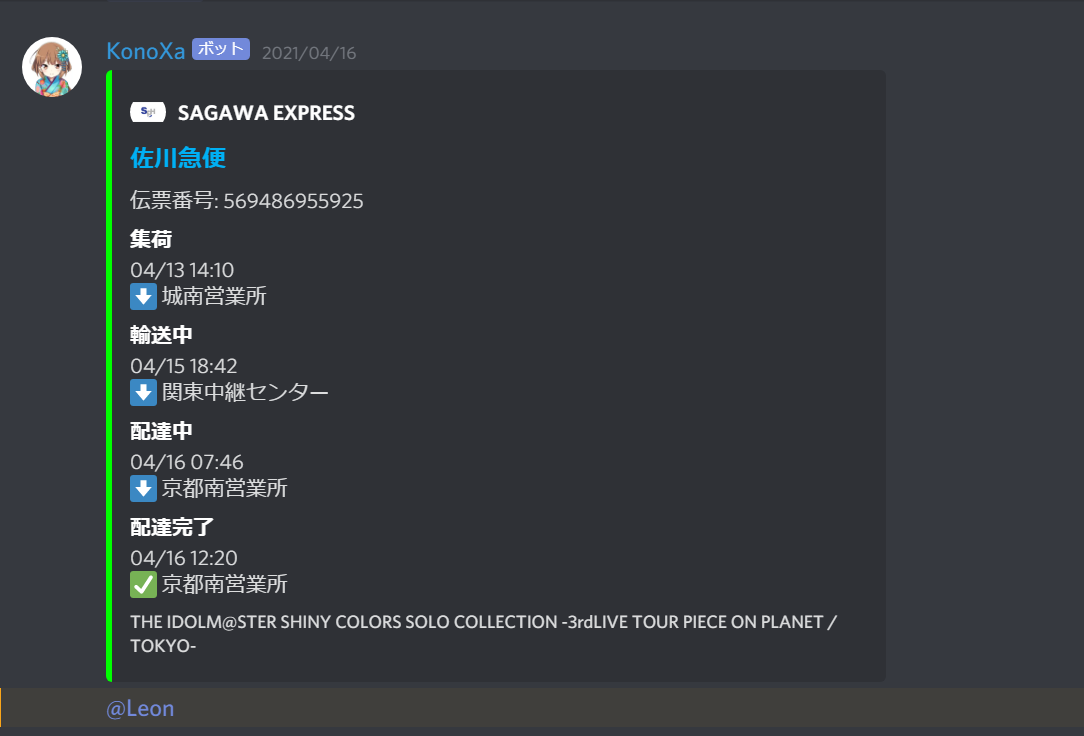 KonoXa ボット 2021/04/16
SAGAWA EXPRESS
佐川急便
伝票番号: 569486955925
集荷
04/13 14:10
城南営業所
輸送中
04/15 18:42
関東中継センター
配達中
04/16 07:46
京都南営業所
配達完了
04/16 12:20
京都南営業所
THE IDOLM@STER SHINY COLORS SOLO COLLECTION -3rdLIVE TOUR PIECE ON PLANET /
TOKYO-
@Leon